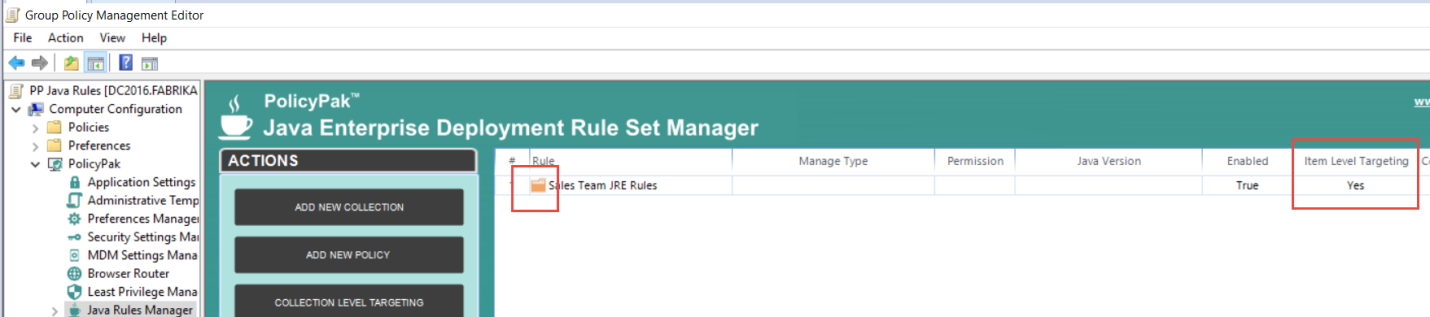 Group Policy Management Editor
File Action View Help
PP Java Rules [DC2016.FABRIKA
Computer Configuration
Policies
Preferences
PolicyPak
Application Settings
Administrative Temp
Preferences Manager
Security Settings Ma
MDM Settings Mana
Browser Router
Least Privilege Mana
Java Rules Manager
PolicyPak™
Java Enterprise Deployment Rule Set Manager
ww
ACTIONS
ADD NEW COLLECTION
ADD NEW POLICY
COLLECTION LEVEL TARGETING
# Rule Manage Type Permission Java Version Enabled Item Level Targeting C
Sales Team JRE Rules True Yes